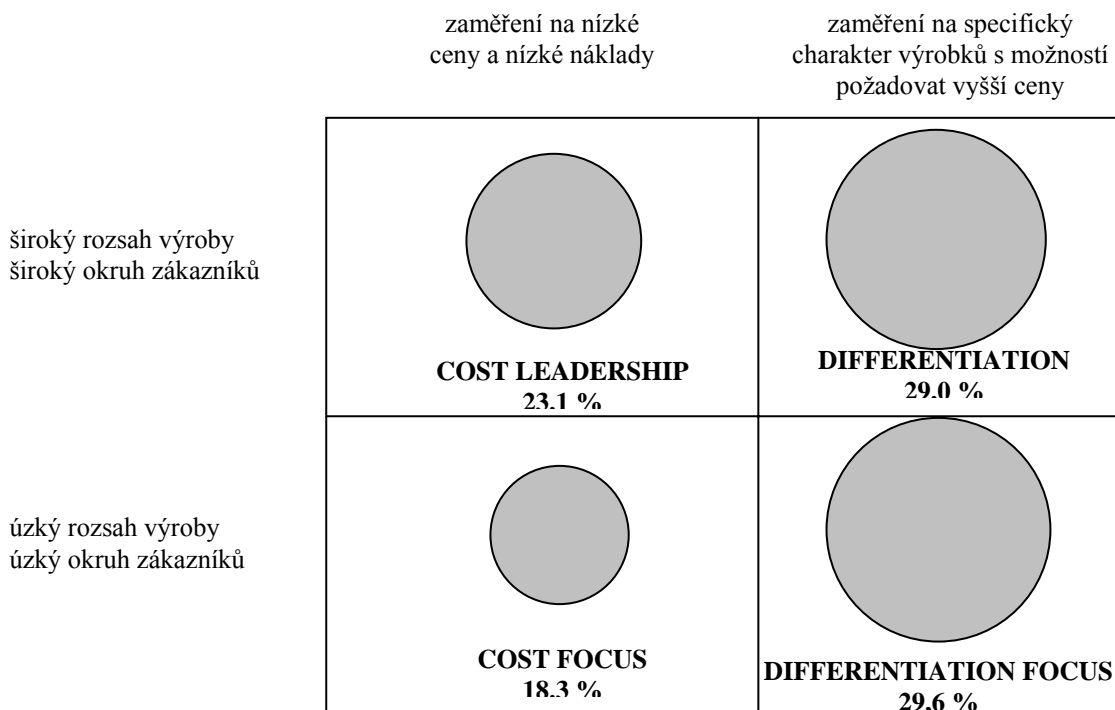 zaměření na nízké
ceny a nízké náklady
zaměření na specifický
charakter výrobků s možností
požadovat vyšší ceny
široký rozsah výroby
široký okruh zákazníků
COST LEADERSHIP
23,1 %
DIFFERENTIATION
29,0 %
úzký rozsah výroby
úzký okruh zákazníků
COST FOCUS
18,3 %
DIFFERENTIATION FOCUS
29,6 %